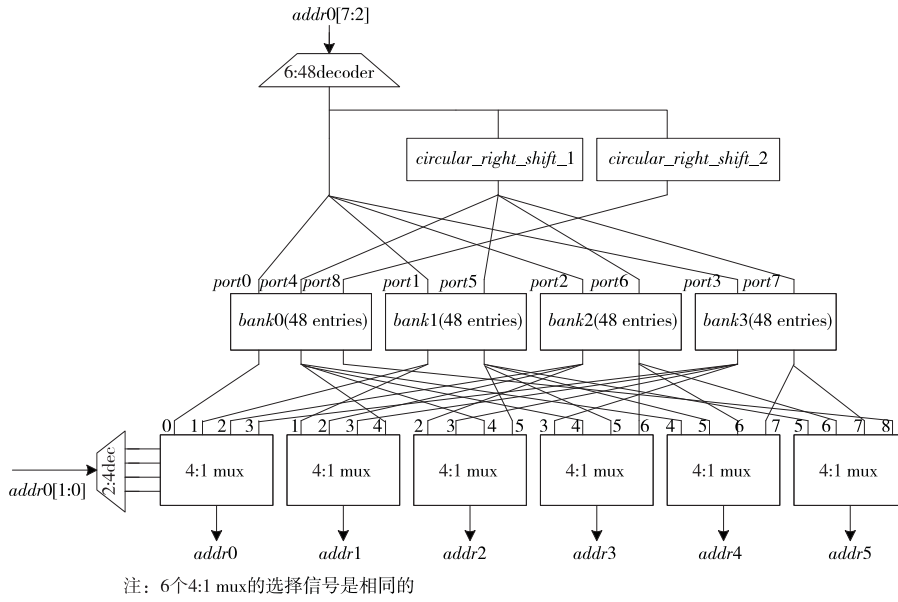 addr0[7:2]
6:48decoder
circular_right_shift_1 circular_right_shift_2
port0 port4 port8 port1 port5 port2 port6 port3 port7
bank0(48 entries) bank1(48 entries) bank2(48 entries) bank3(48 entries)
0 1 2 3 1 2 3 4 2 3 4 5 3 4 5 6 4 5 6 7 5 6 7 8
2:4dec 4:1 mux 4:1 mux 4:1 mux 4:1 mux 4:1 mux 4:1 mux
addr0[1:0]
addr0 addr1 addr2 addr3 addr4 addr5
注：6个4:1 mux的选择信号是相同的